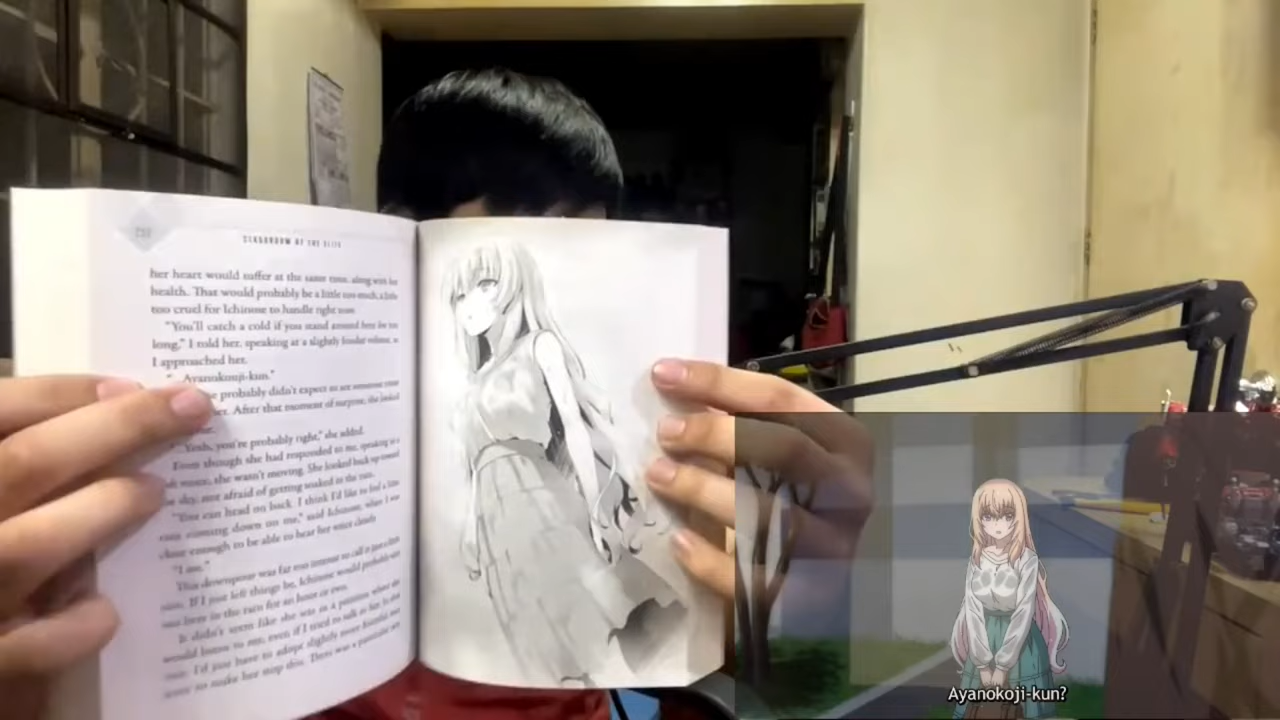 CLASSROOM OF THE ELITE
her heart would suffer at the same time, along with her
health. That would probably be a little too much, a little
too cruel for Ichinose to handle right now.
"You'll catch a cold if you stand around here for too
long," I told her, speaking at a slightly louder volume, as
I approached her.
Ayanokouji-kun."
probably didn't expect to see someone come
her. After that moment of surprise, she looked
"Yeah, you're probably right," she added.
Even though she had responded to me, speaking in a
voice, she wasn't moving. She looked back up toward
sky, not afraid of getting soaked in the rain.
"You can head on back. I think I'd like to feel a little
rain coming down on me," said Ichinose, when I was
close enough to be able to hear her voice clearly.
"I see."
This downpour was far too intense to call it just a little
rain. If I just left things be, Ichinose would probably
here in the rain for an hour or two.
It didn't seem like she was in a position where she
would listen to me, even if I tried to talk to her. In that
case, I'd just have to adopt slightly more forceful
to make her stop this. There was a particular
Ayanokoji-kun?